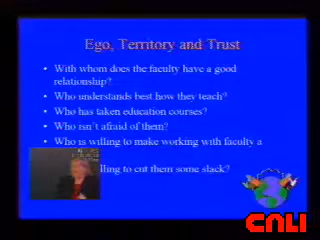 Ego, Territory and Trust
• With whom does the faculty have a good
relationship?
• Who understands best how they teach?
• Who has taken education courses?
• Who isn't afraid of them?
• Who is willing to make working with faculty a
lling to cut them some slack?
CNLI